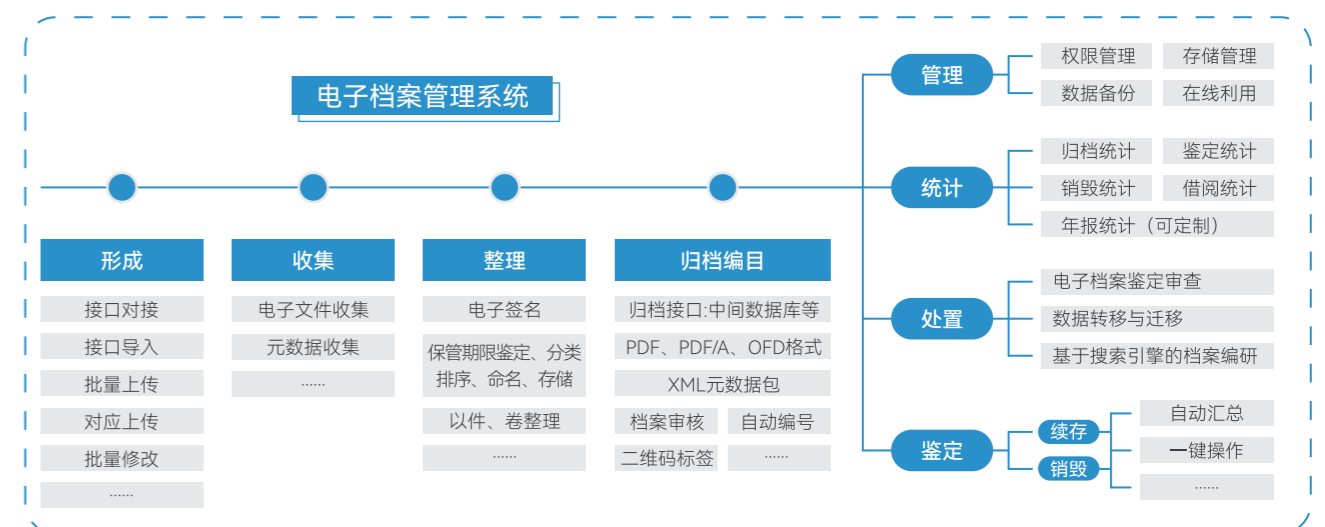 电子档案管理系统
形成
接口对接
接口导入
批量上传
对应上传
批量修改
······
收集
电子文件收集
元数据收集
······
整理
电子签名
保管期限鉴定、分类
排序、命名、存储
以件、卷整理
······
归档编目
归档接口:中间数据库等
PDF、PDF/A、OFD格式
XML元数据包
档案审核 自动编号
二维码标签 ······
管理
权限管理 存储管理
数据备份 在线利用
统计
归档统计 鉴定统计
销毁统计 借阅统计
年报统计（可定制）
处置
电子档案鉴定审查
数据转移与迁移
基于搜索引擎的档案编研
鉴定
续存
销毁
自动汇总
一键操作
······